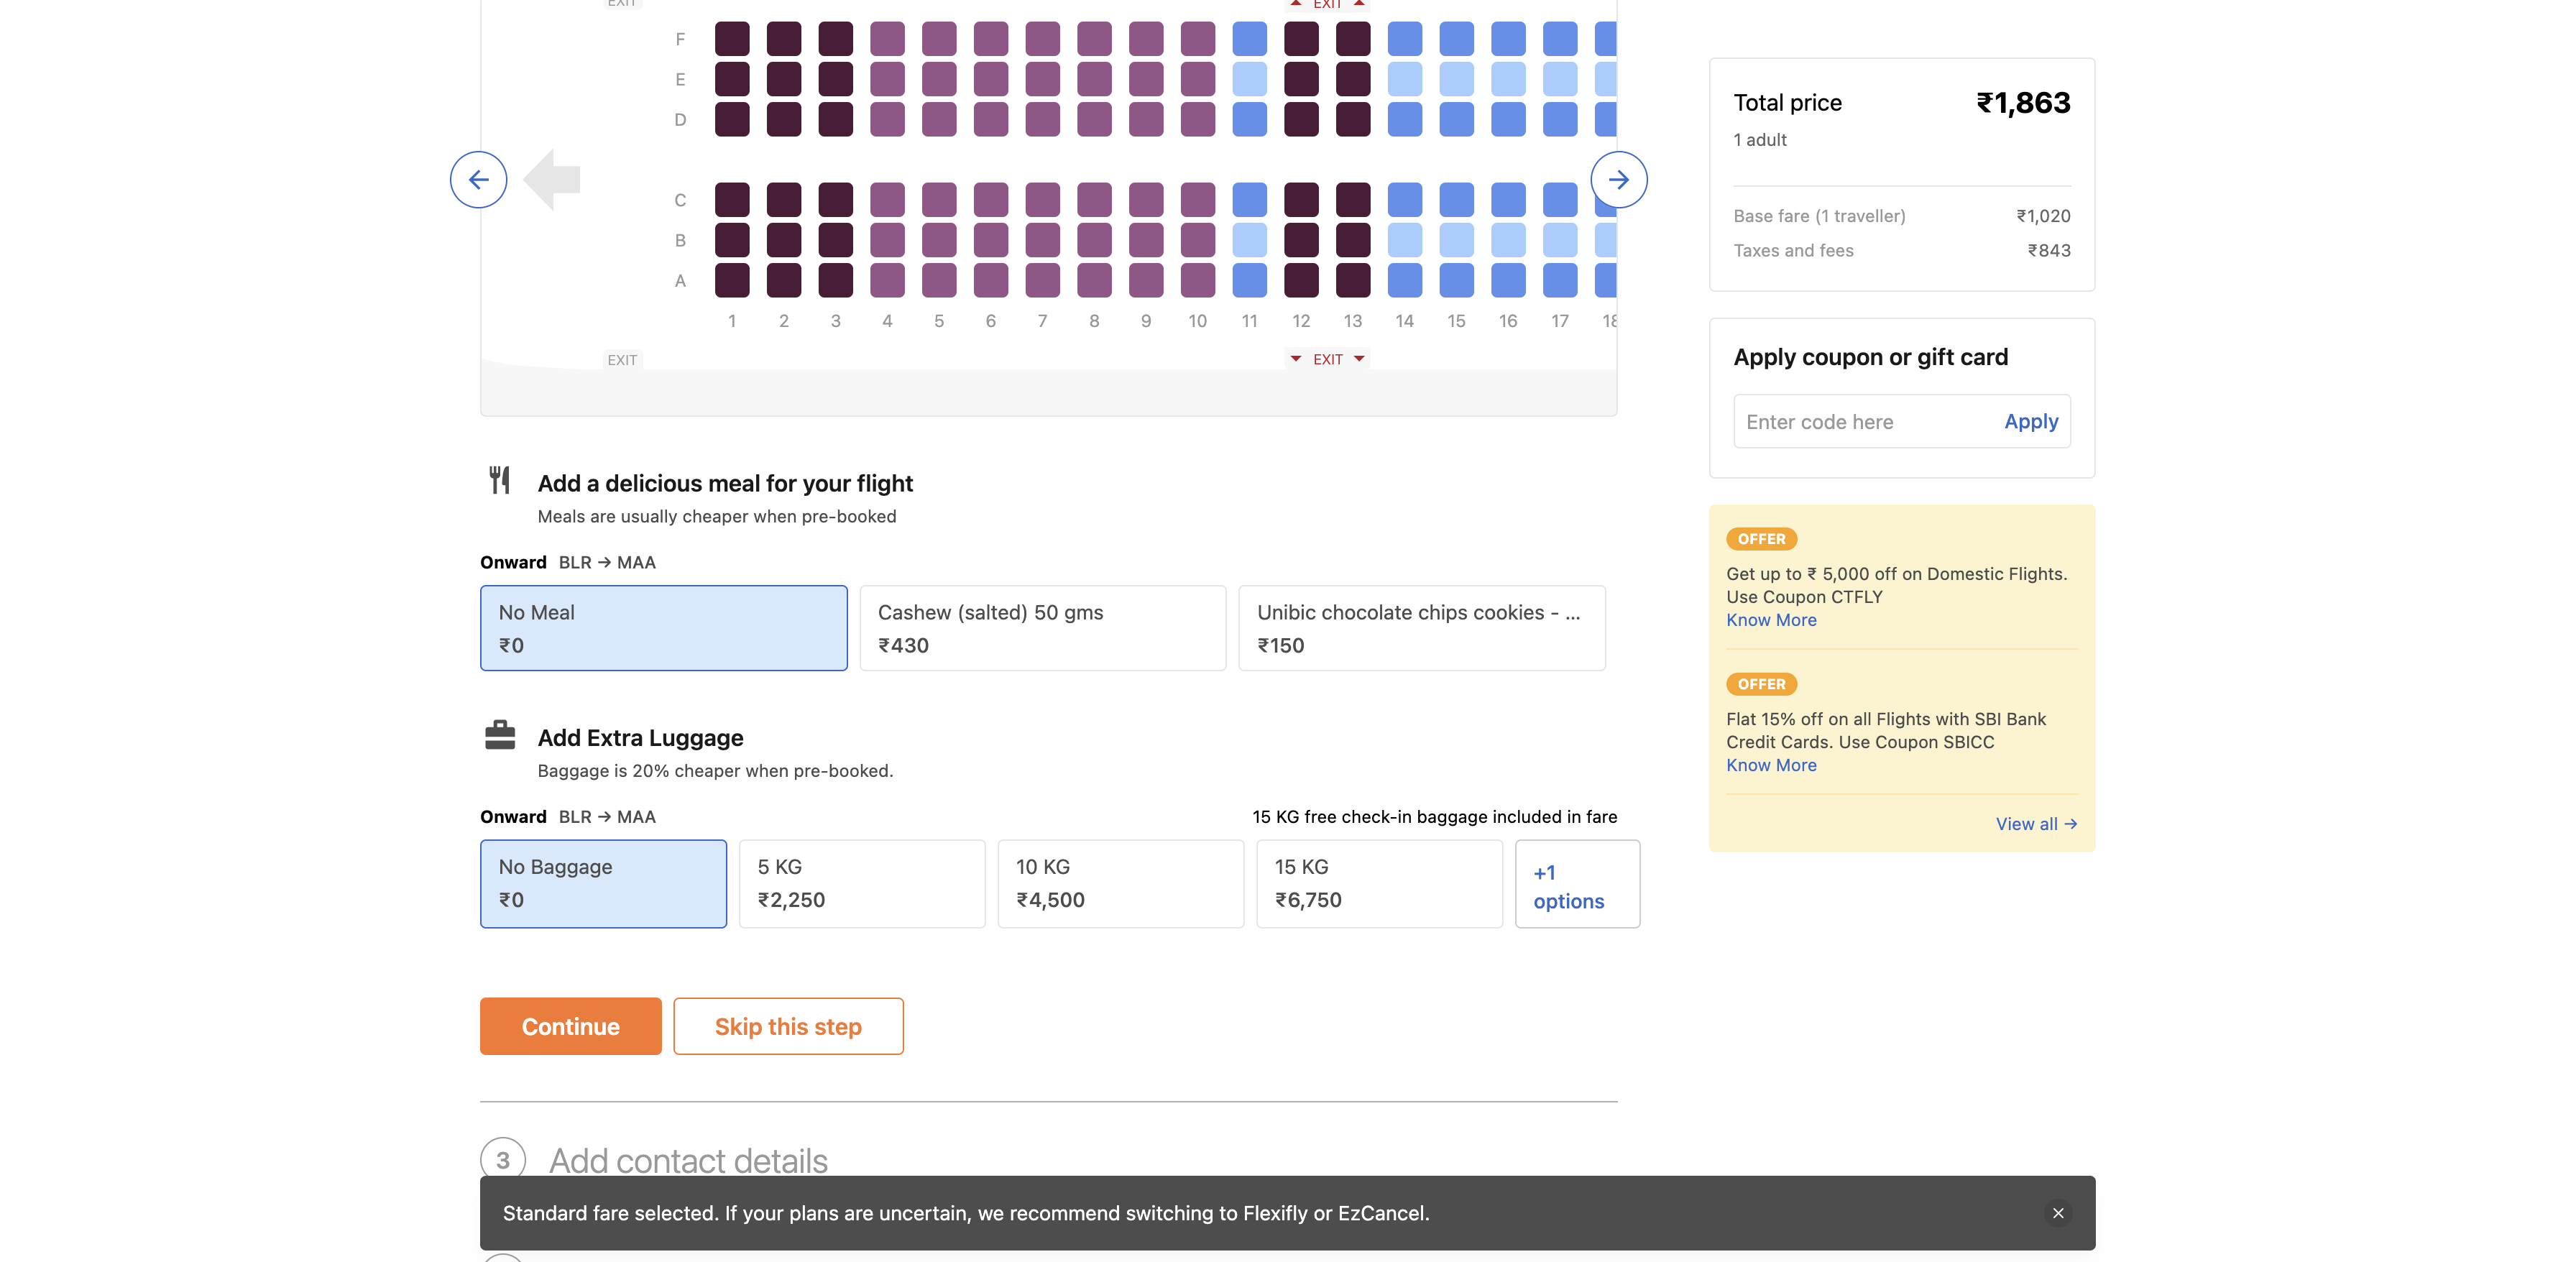 EXIT
EXIT
F
E
D
C
B
A
1 2 3 4 5 6 7 8 9 10 11 12 13 14 15 16 17 18
EXIT
EXIT
Add a delicious meal for your flight
Meals are usually cheaper when pre-booked
Onward BLR → MAA
No Meal
₹0
Cashew (salted) 50 gms
₹430
Unibic chocolate chips cookies - ...
₹150
Add Extra Luggage
Baggage is 20% cheaper when pre-booked.
Onward BLR → MAA
15 KG free check-in baggage included in fare
No Baggage
₹0
5 KG
₹2,250
10 KG
₹4,500
15 KG
₹6,750
+1
options
Continue
Skip this step
3 Add contact details
Standard fare selected. If your plans are uncertain, we recommend switching to Flexifly or EzCancel.
Total price ₹1,863
1 adult
Base fare (1 traveller) ₹1,020
Taxes and fees ₹843
Apply coupon or gift card
Enter code here Apply
OFFER
Get up to ₹ 5,000 off on Domestic Flights.
Use Coupon CTFLY
Know More
OFFER
Flat 15% off on all Flights with SBI Bank
Credit Cards. Use Coupon SBICC
Know More
View all →